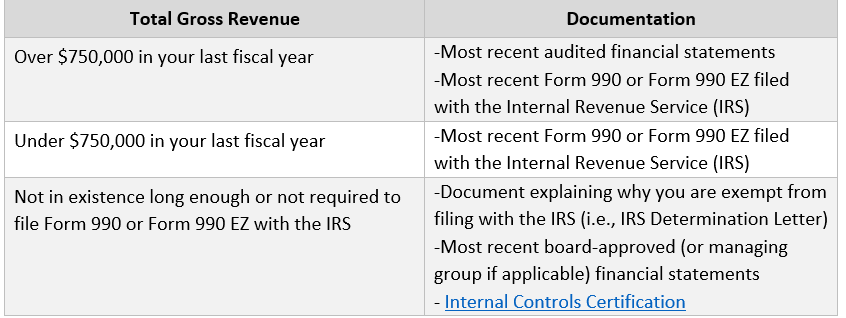 Total Gross Revenue
Documentation
Over $750,000 in your last fiscal year
-Most recent audited financial statements
-Most recent Form 990 or Form 990 EZ filed
with the Internal Revenue Service (IRS)
Under $750,000 in your last fiscal year
-Most recent Form 990 or Form 990 EZ filed
with the Internal Revenue Service (IRS)
Not in existence long enough or not required to
file Form 990 or Form 990 EZ with the IRS
-Document explaining why you are exempt from
filing with the IRS (i.e., IRS Determination Letter)
-Most recent board-approved (or managing
group if applicable) financial statements
- Internal Controls Certification